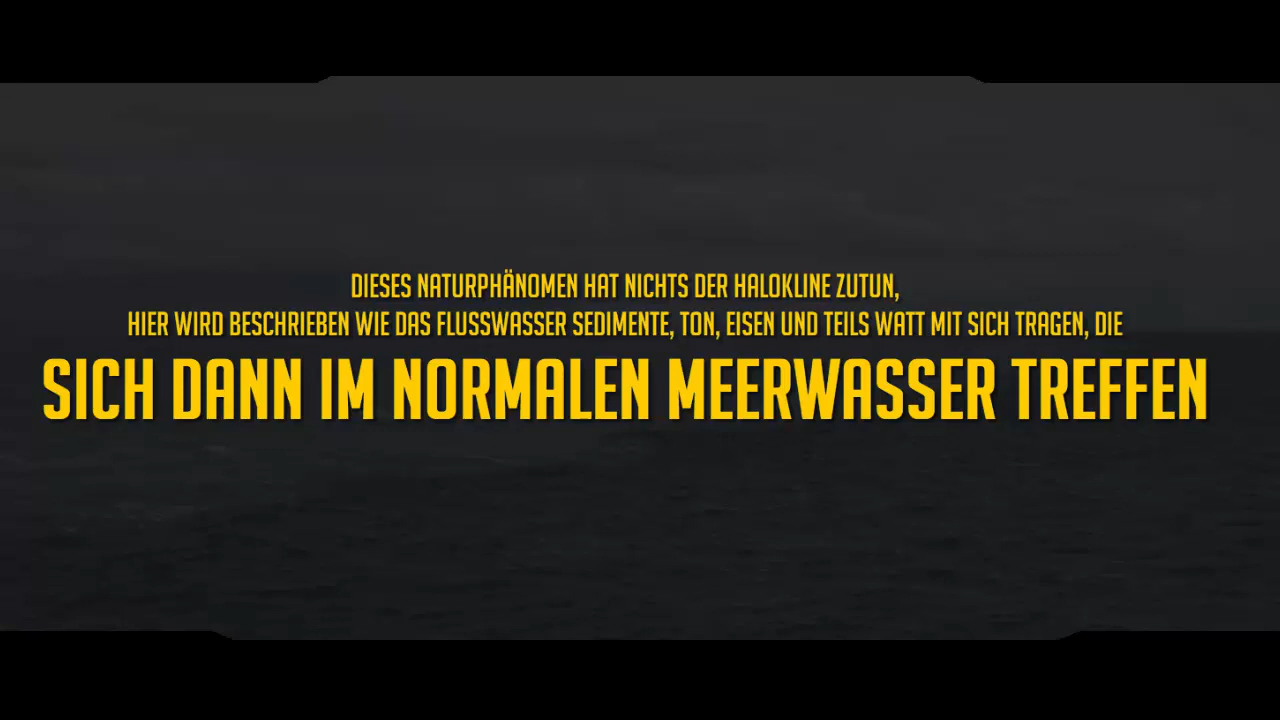 DIESES NATURPHÄNOMEN HAT NICHTS DER HALOKLINE ZUTUN,
HIER WIRD BESCHRIEBEN WIE DAS FLUSSWASSER SEDIMENTE, TON, EISEN UND TEILS WATT MIT SICH TRAGEN, DIE
SICH DANN IM NORMALEN MEERWASSER TREFFEN